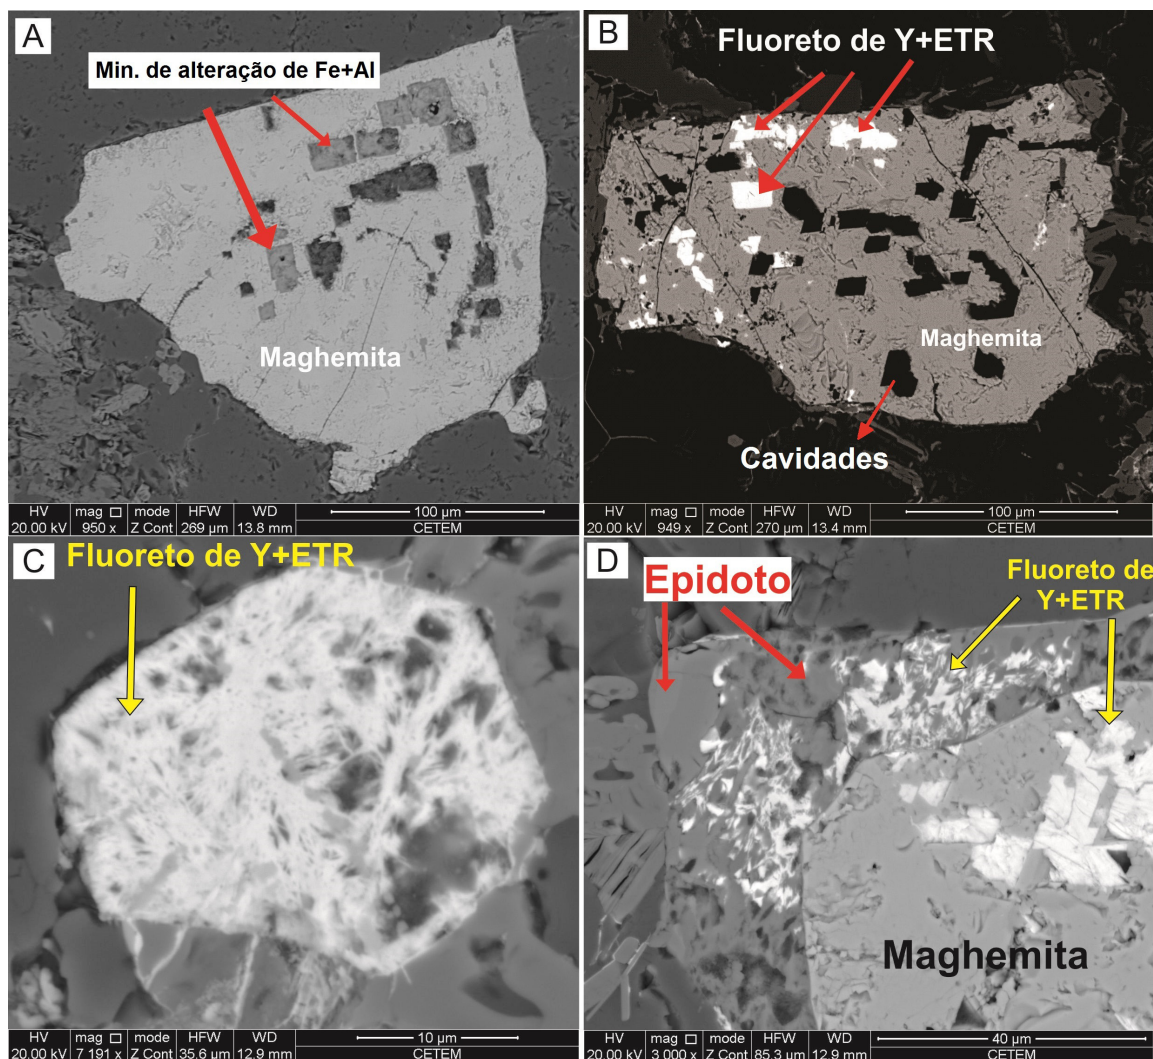 A
Min. de alteração de Fe+Al
Maghemita
HV mag □ mode HFW WD 100 µm
20.00 kV 950 x Z Cont 269 µm 13.8 mm CETEM
B
Fluoreto de Y+ETR
Maghemita
Cavidades
HV mag □ mode HFW WD 100 µm
20.00 kV 949 x Z Cont 270 µm 13.4 mm CETEM
C
Fluoreto de Y+ETR
HV mag □ mode HFW WD 10 µm
20.00 kV 7 191 x Z Cont 35.6 µm 12.9 mm CETEM
D
Epidoto
Fluoreto de
Y+ETR
Maghemita
HV mag □ mode HFW WD 40 µm
20.00 kV 3 000 x Z Cont 85.3 µm 12.9 mm CETEM